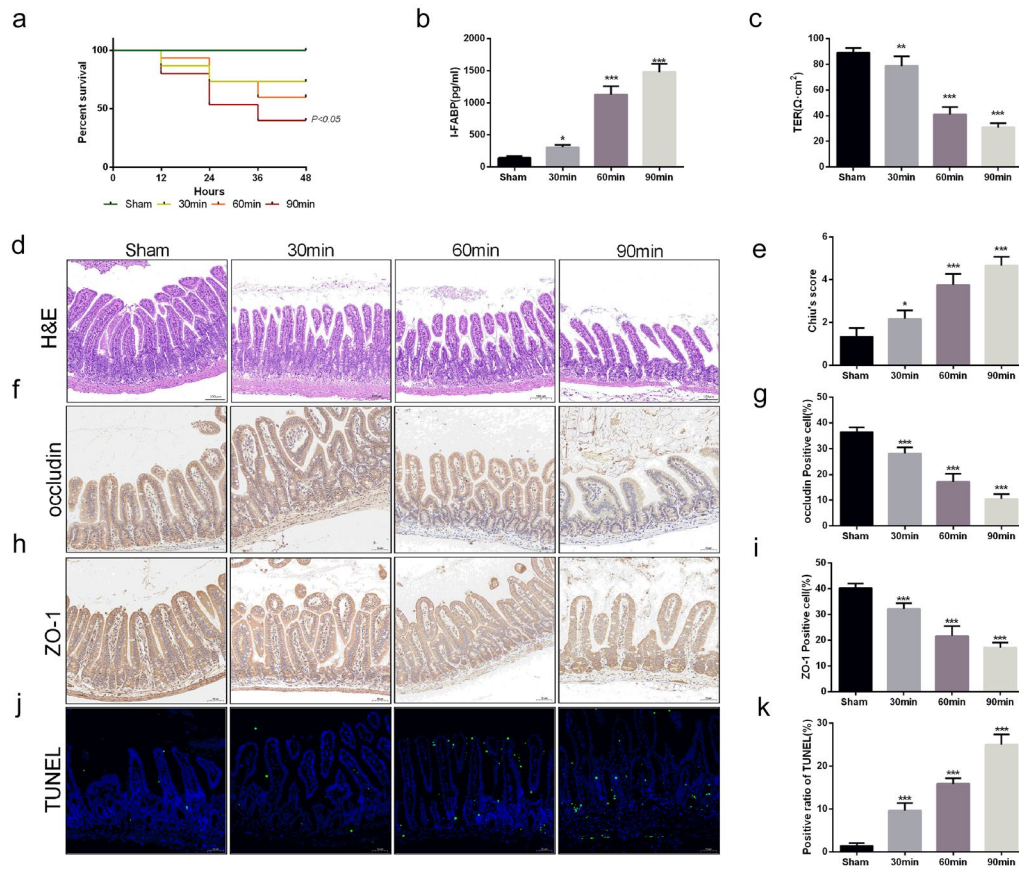 a
Percent survival
100
50
0
0 12 24 36 48
Hours
P<0.05
Sham 30min 60min 90min
b
I-FABP(pg/ml)
2000
1500
1000
500
0
* *** ***
Sham 30min 60min 90min
c
TER(Ω·cm²)
100
80
60
40
20
0
** *** ***
Sham 30min 60min 90min
d
Sham 30min 60min 90min
H&E
e
Chiu's score
6
4
2
0
* *** ***
Sham 30min 60min 90min
f
occludin
g
occludin Positive cell(%)
50
40
30
20
10
0
*** *** ***
Sham 30min 60min 90min
h
ZO-1
i
ZO-1 Positive cell(%)
50
40
30
20
10
0
*** *** ***
Sham 30min 60min 90min
j
TUNEL
k
Positive ratio of TUNEL(%)
30
20
10
0
*** *** ***
Sham 30min 60min 90min